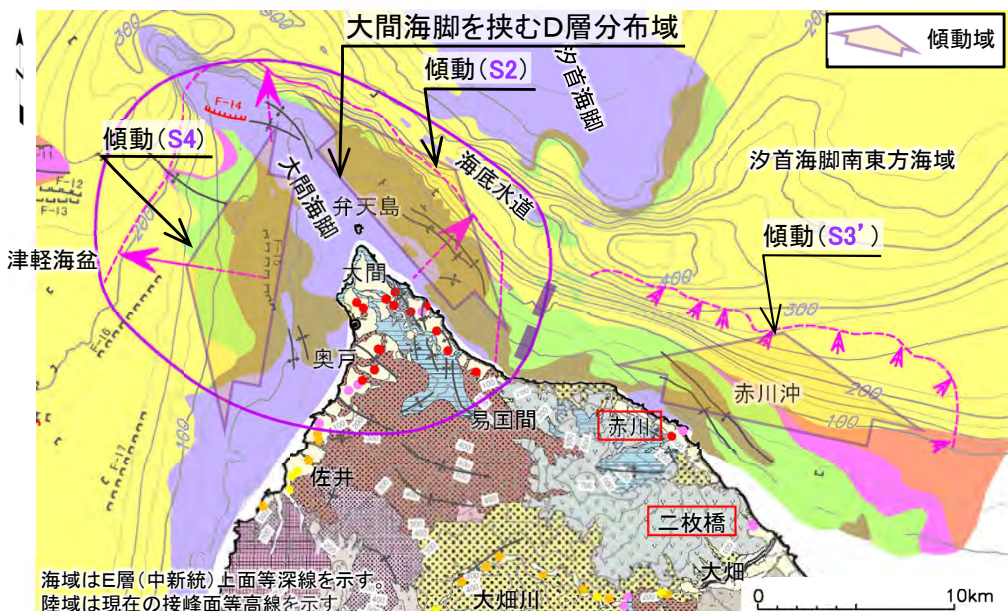 大間海脚を挟むD層分布域
傾動域
300
傾動(S2)
汐首海脚
F-14
傾動(S4)
F-12
F-13
200
大間海脚
弁天島
海底水道
汐首海脚南東方海域
津軽海盆
傾動(S3’)
大間
400
300
F-16
奥戸
赤川沖
200
100
易国間
赤川
F-17
100
佐井
二枚橋
大畑
海域はE層(中新統)上面等深線を示す。
陸域は現在の接峰面等高線を示す。
大畑川
0 10km